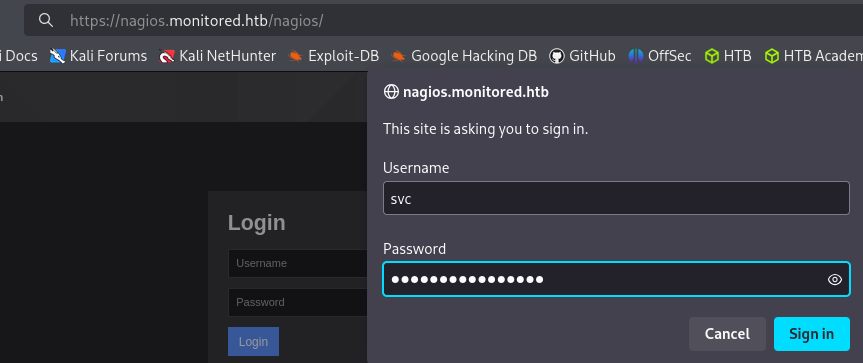 https://nagios.monitored.htb/nagios/
i Docs Kali Forums Kali NetHunter Exploit-DB Google Hacking DB GitHub OffSec HTB HTB Academ
n
nagios.monitored.htb
This site is asking you to sign in.
Username
svc
Password
••••••••••••••••
Cancel Sign in
Login
Username
Password
Login